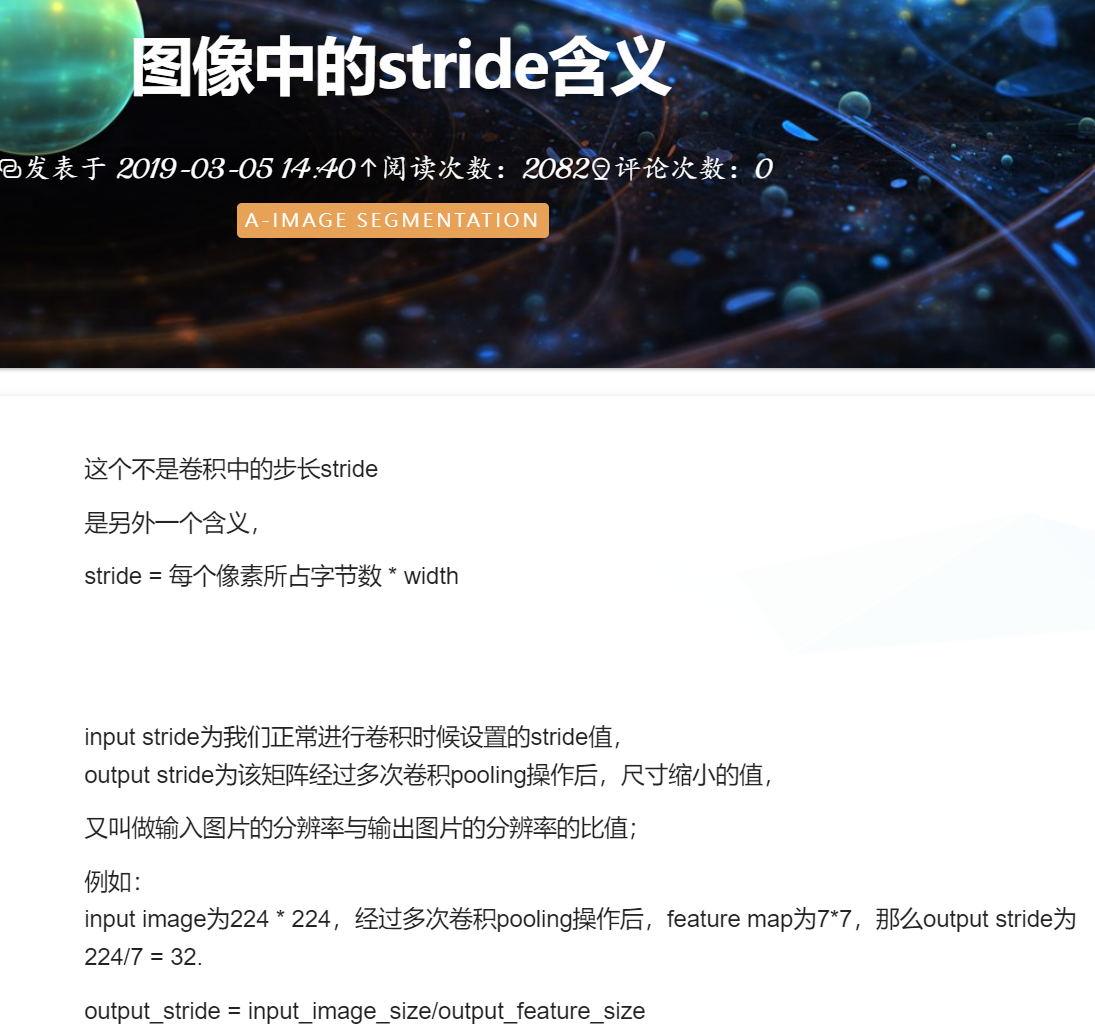 图像中的stride含义
发表于 2019-03-05 14:40阅读次数：2082评论次数：0
A-IMAGE SEGMENTATION
这个不是卷积中的步长stride
是另外一个含义，
stride = 每个像素所占字节数 * width
input stride为我们正常进行卷积时候设置的stride值，
output stride为该矩阵经过多次卷积pooling操作后，尺寸缩小的值，
又叫做输入图片的分辨率与输出图片的分辨率的比值；
例如：
input image为224 * 224，经过多次卷积pooling操作后，feature map为7*7，那么output stride为
224/7 = 32.
output_stride = input_image_size/output_feature_size